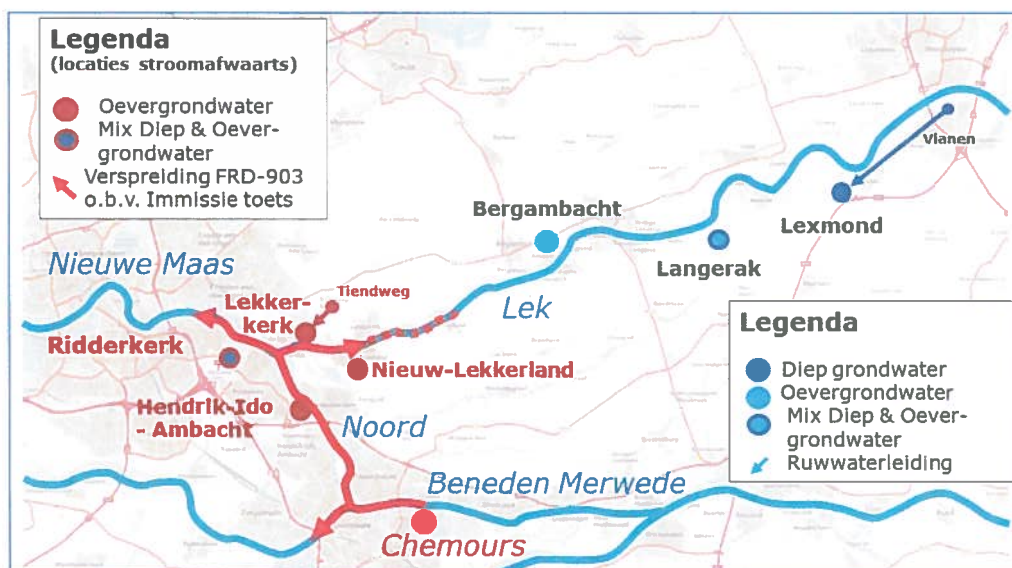 Legenda
(locaties stroomafwaarts)
Oevergrondwater
Mix Diep & Oever-
grondwater
Verspreiding FRD-903
o.b.v. Immissie toets
Vianen
Bergambacht
Lexmond
Langerak
Nieuwe Maas
Tiendweg
Lekker-
kerk
Lek
Ridderkerk
Nieuw-Lekkerland
Hendrik-Ido
- Ambacht
Noord
Beneden Merwede
Chemours
Legenda
Diep grondwater
Oevergrondwater
Mix Diep & Oever-
grondwater
Ruwwaterleiding